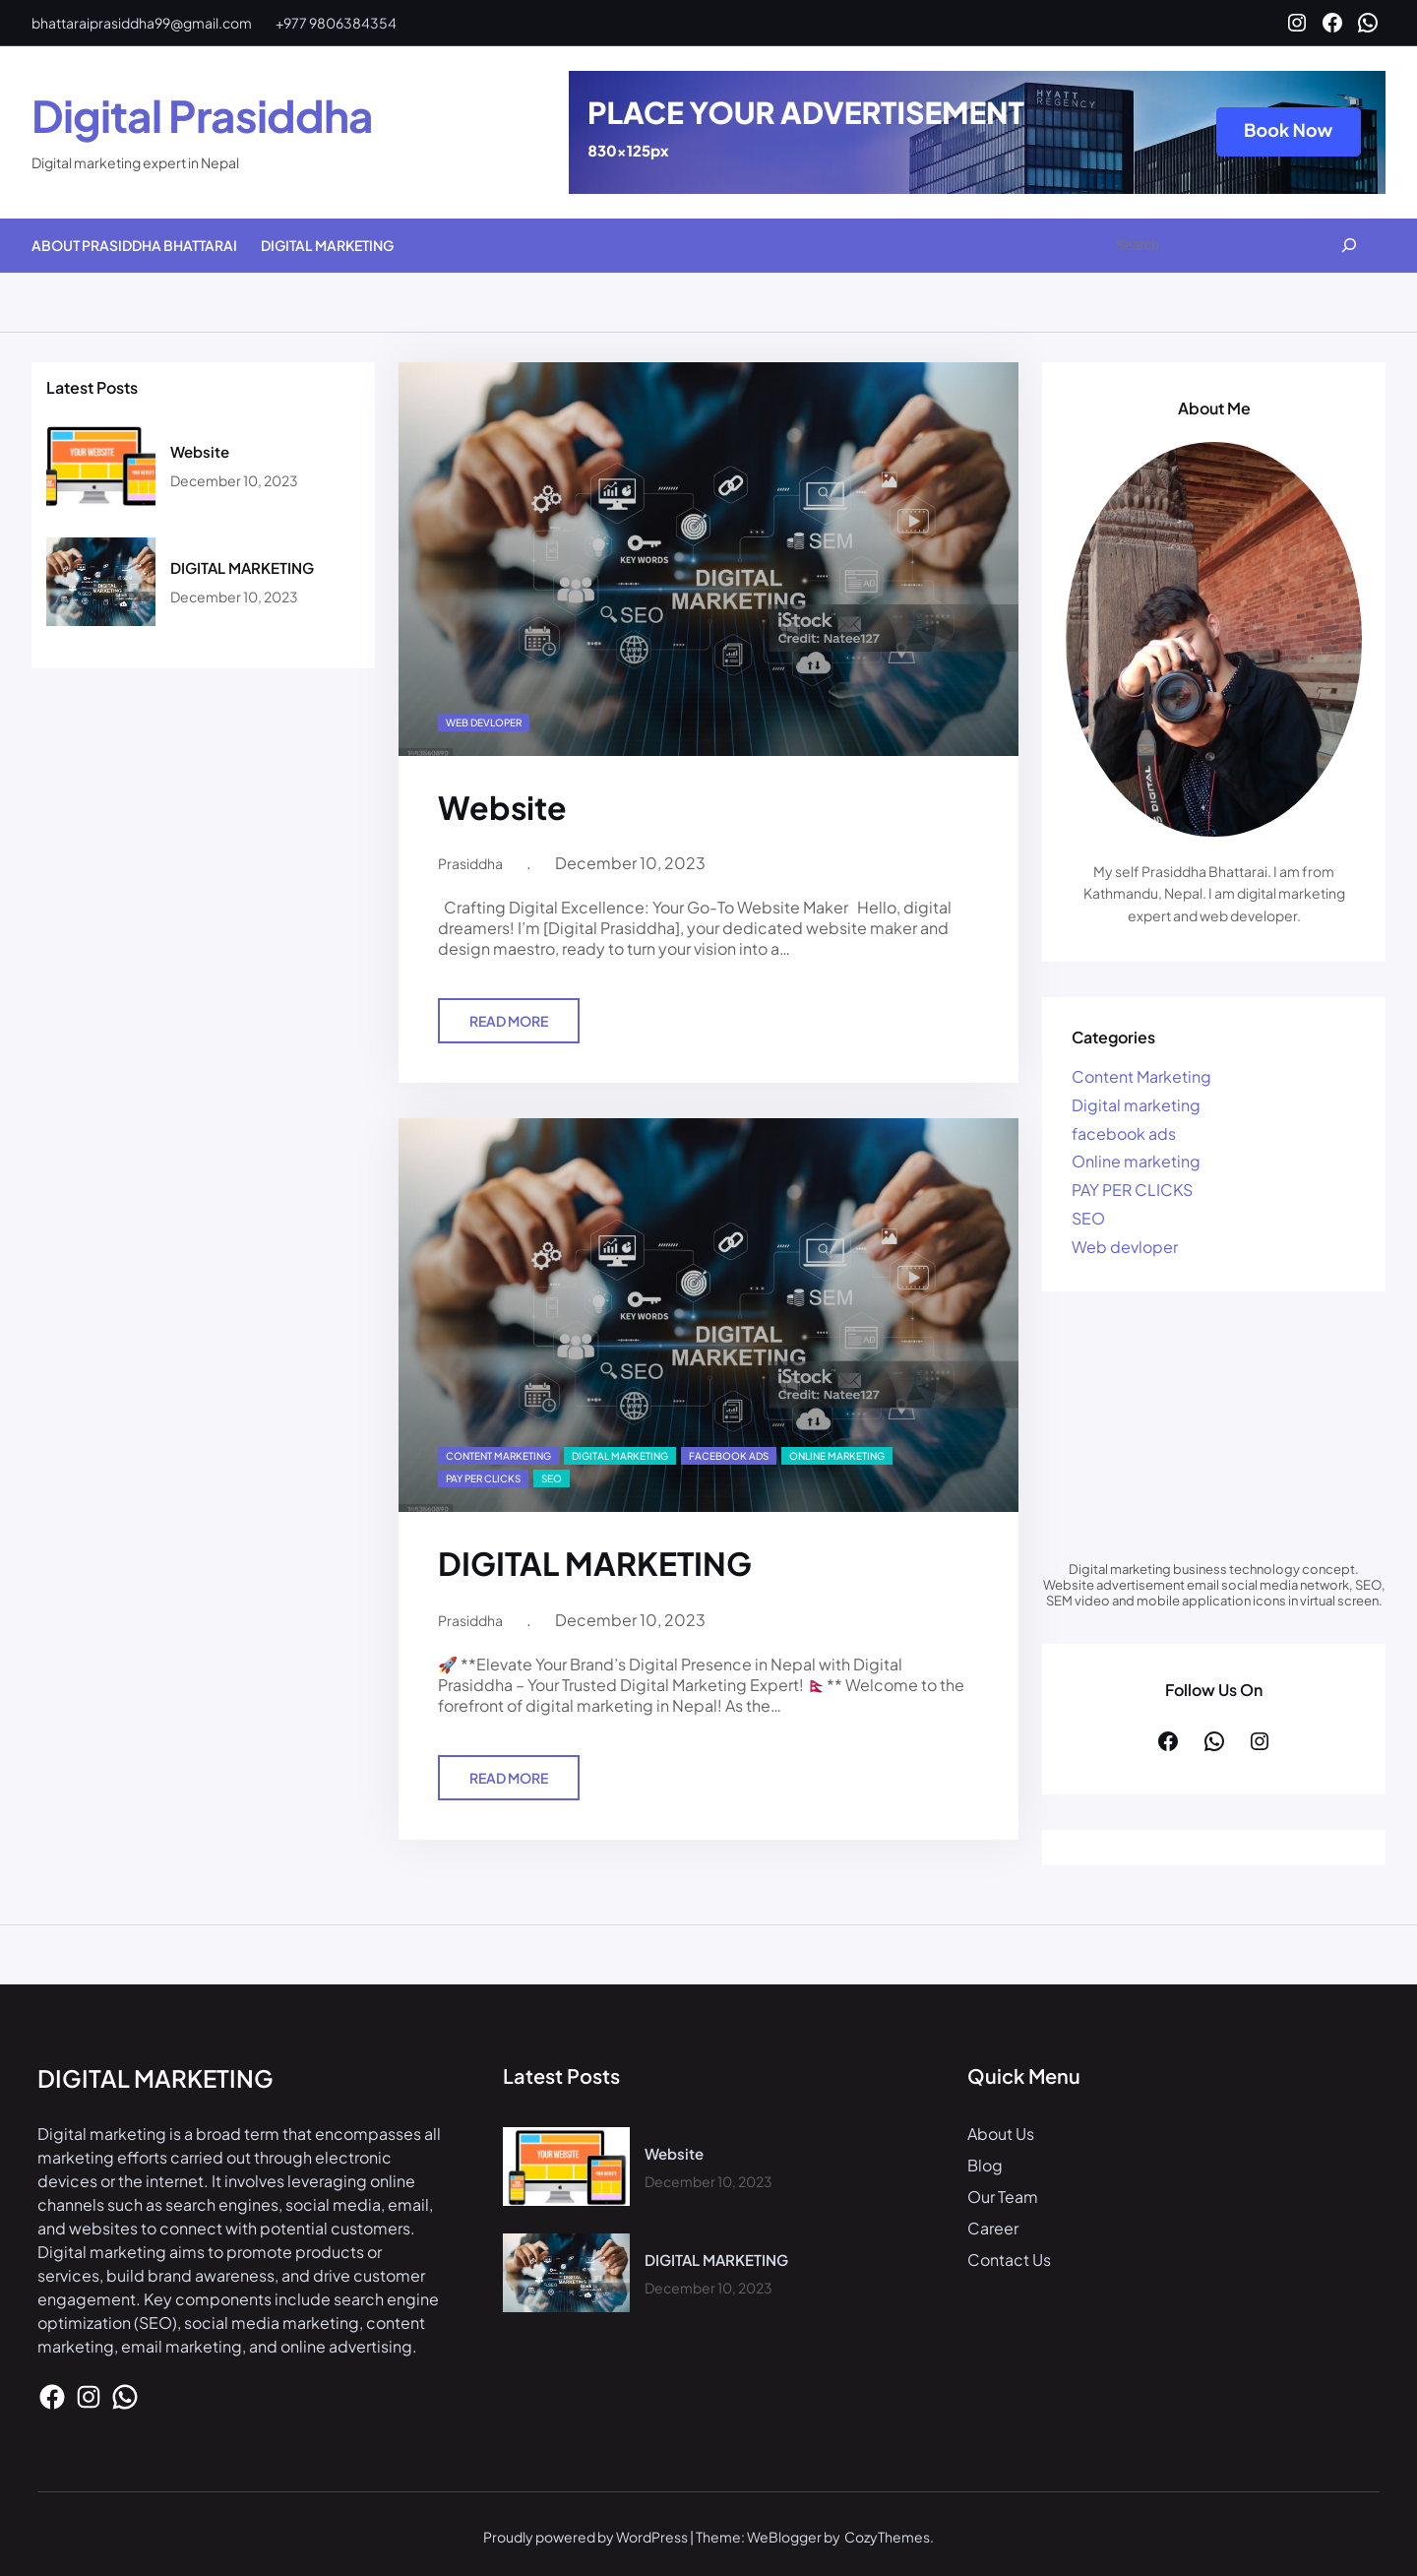 bhattaraiprasiddha99@gmail.com
+977 9806384354
Digital Prasiddha
Digital marketing expert in Nepal
PLACE YOUR ADVERTISEMENT
830×125px
HYATT
REGENCY
Book Now
ABOUT PRASIDDHA BHATTARAI
DIGITAL MARKETING
Search
Latest Posts
YOUR WEBSITE
Website
December 10, 2023
DIGITAL MARKETING
December 10, 2023
KEY WORDS
SEM
DIGITAL
MARKETING
AD
SEO
iStock
Credit: Natee127
WEB DEVLOPER
Website
Prasiddha . December 10, 2023
Crafting Digital Excellence: Your Go-To Website Maker Hello, digital
dreamers! I'm [Digital Prasiddha], your dedicated website maker and
design maestro, ready to turn your vision into a…
READ MORE
KEY WORDS
SEM
DIGITAL
MARKETING
AD
SEO
iStock
Credit: Natee127
CONTENT MARKETING DIGITAL MARKETING FACEBOOK ADS ONLINE MARKETING
PAY PER CLICKS SEO
DIGITAL MARKETING
Prasiddha . December 10, 2023
🚀 **Elevate Your Brand's Digital Presence in Nepal with Digital
Prasiddha – Your Trusted Digital Marketing Expert! 🇳🇵 ** Welcome to the
forefront of digital marketing in Nepal! As the…
READ MORE
About Me
My self Prasiddha Bhattarai. I am from
Kathmandu, Nepal. I am digital marketing
expert and web developer.
Categories
Content Marketing
Digital marketing
facebook ads
Online marketing
PAY PER CLICKS
SEO
Web devloper
Digital marketing business technology concept.
Website advertisement email social media network, SEO,
SEM video and mobile application icons in virtual screen.
Follow Us On
DIGITAL MARKETING
Digital marketing is a broad term that encompasses all
marketing efforts carried out through electronic
devices or the internet. It involves leveraging online
channels such as search engines, social media, email,
and websites to connect with potential customers.
Digital marketing aims to promote products or
services, build brand awareness, and drive customer
engagement. Key components include search engine
optimization (SEO), social media marketing, content
marketing, email marketing, and online advertising.
Latest Posts
YOUR WEBSITE
Website
December 10, 2023
DIGITAL MARKETING
December 10, 2023
Quick Menu
About Us
Blog
Our Team
Career
Contact Us
Proudly powered by WordPress | Theme: WeBlogger by CozyThemes.